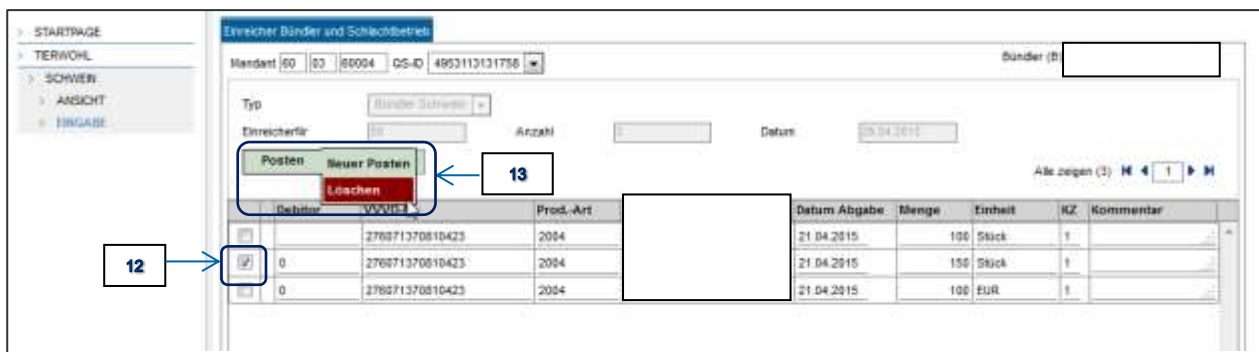 STARTPAGE
TIERWOHL
SCHWEIN
ANSICHT
EINGABE
Einreicher Bündler und Schlachtbetrieb
Mandant 60 03 60004 QS-ID 4953113131758
Bündler (B)
Typ Bündler Schwein
Einreicherfür Anzahl Datum
Posten Neuer Posten
Löschen
13
Alle zeigen (3) 1
Debitor Prod.-Art Datum Abgabe Menge Einheit KZ Kommentar
276071370810423 2004 21.04.2015 100 Stück 1
12
0 276071370810423 2004 21.04.2015 150 Stück 1
0 276071370810423 2004 21.04.2015 100 EUR 1